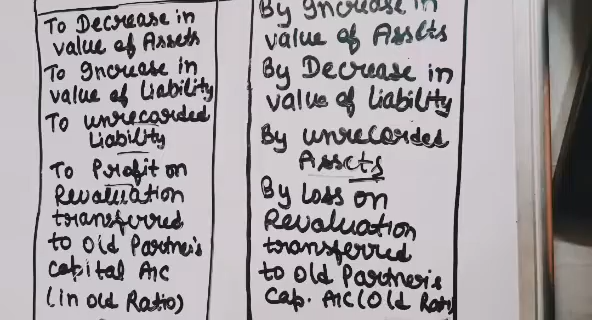 To Decrease in
value of Assets
To Increase in
value of Liability
To unrecorded
Liability
To Profit on
Revaluation
transferred
to Old Partner's
capital A/C
(in old Ratio)
By Increase in
value of Assets
By Decrease in
value of liability
By unrecorded
Assets
By Loss on
Revaluation
transferred
to old Partner's
Cap. A/C (Old Ratio